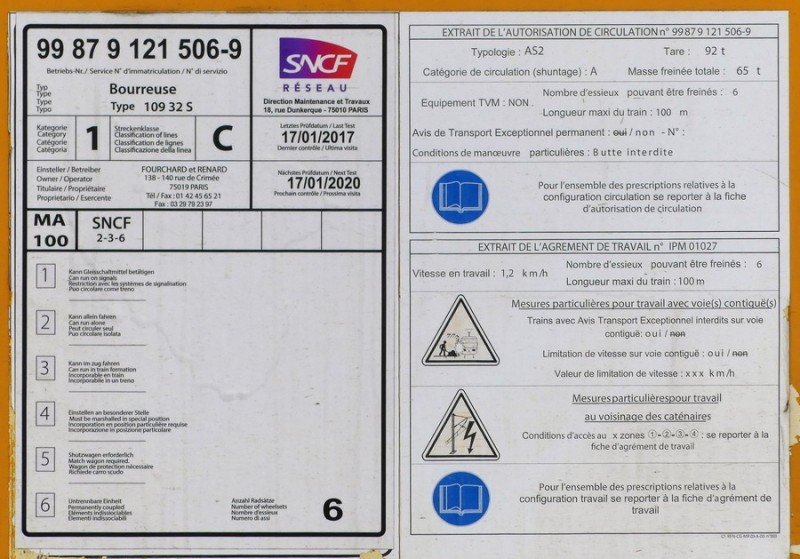 99 87 9 121 506-9
Betriebs-Nr./ Service N° d'immatriculation / N° di servizio
SNCF
RÉSEAU
Direction Maintenance et Travaux
18, rue Dunkerque - 75010 PARIS
Typ
Type
Type
Tipo
Bourreuse
Type 109 32 S
Kategorie
Category
Catégorie
Catégoria
1
Streckenklasse
Classification of lines
Classification de lignes
Classificazione della linea
C
Letztes Prüfdatum / Last Test
17/01/2017
Dernier contrôle / Ultima visita
Einsteller / Betreiber
Owner / Operator
Titulaire / Propriétaire
Proprietario / Esercente
FOURCHARD et RENARD
138 - 140 rue de Crimée
75019 PARIS
Tél / Fax : 01 42 45 65 21
Fax : 03 29 79 23 97
Nächstes Prüfdatum / Next Test
17/01/2020
Prochain contrôle / Prossima visita
MA
100
SNCF
2-3-6
1
Kann Gleisschaltmittel betätigen
Can run on signals
Restriction avec les systèmes de signalisation
Puo circolare come treno
2
Kann allein fahren
Can run alone
Peut circuler seul
Puo circolare isolata
3
Kann im zug fahren
Can run in train formation
Incorporable en train
Incorporabile in un treno
4
Einstellen an besonderer Stelle
Must be marshalled in special position
Incorporation en position particulière requise
Incorporazione in posizione particolare
5
Shutzwagen erforderlich
Match wagon required.
Wagon de protection nécessaire
Richiede carro scudo
6
Untrennbare Einheit
Permanently coupled
Eléments indissociables
Elementi indissociabili
Anzahl Radsätze
Number of wheelsets
Nombre d'essieux
Numero di assi
6
EXTRAIT DE L'AUTORISATION DE CIRCULATION n° 99 87 9 121 506-9
Typologie : AS2 Tare : 92 t
Catégorie de circulation (shuntage) : A Masse freinée totale : 65 t
Equipement TVM : NON
Nombre d'essieux pouvant être freinés : 6
Longueur maxi du train : 100 m
Avis de Transport Exceptionnel permanent : oui / non - N° :
Conditions de manœuvre particulières : Butte interdite
Pour l'ensemble des prescriptions relatives à la
configuration circulation se reporter à la fiche
d'autorisation de circulation
EXTRAIT DE L'AGREMENT DE TRAVAIL n° IPM 01027
Vitesse en travail : 1,2 km/h
Nombre d'essieux pouvant être freinés : 6
Longueur maxi du train : 100 m
Mesures particulières pour travail avec voie(s) contiguë(s)
Trains avec Avis Transport Exceptionnel interdits sur voie
contiguë: oui / non
Limitation de vitesse sur voie contiguë : oui / non
Valeur de limitation de vitesse : xxx km/h
Mesures particulières pour travail
au voisinage des caténaires
Conditions d'accès au x zones ①-②-③-④ : se reporter à la
fiche d'agrément de travail
Pour l'ensemble des prescriptions relatives à la
configuration travail se reporter à la fiche d'agrément de
travail